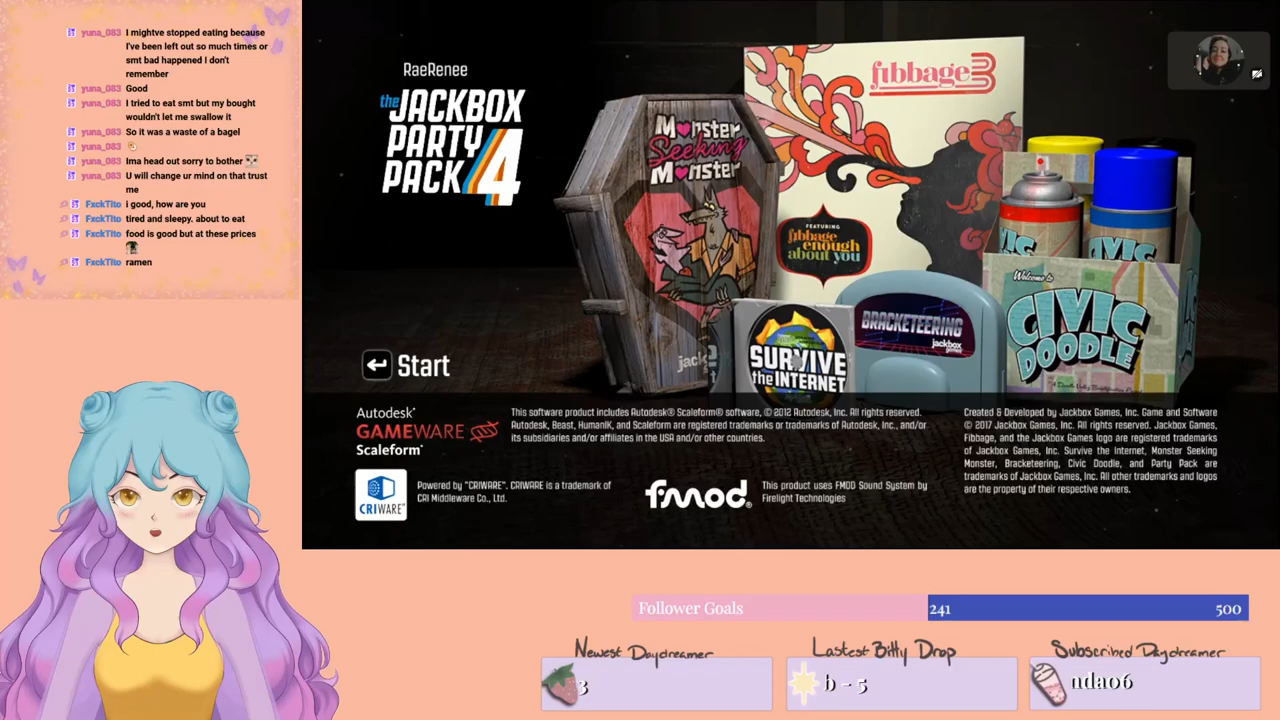 yuna_083 I mightve stopped eating because
I've been left out so much times or
smt bad happened I don't
remember
yuna_083 Good
yuna_083 I tried to eat smt but my bought
wouldn't let me swallow it
yuna_083 So it was a waste of a bagel
yuna_083
yuna_083 Ima head out sorry to bother
yuna_083 U will change ur mind on that trust
me
FxckTito i good, how are you
FxckTito tired and sleepy. about to eat
FxckTito food is good but at these prices
FxckTito ramen
RaeRenee
the JACKBOX
PARTY
PACK 4
Start
Monster
Seeking
Monster
jack
fibbage 3
FEATURING
fibbage
enough
about you
SURVIVE
the INTERNET
BRACKETEERING
jackbox
games
Welcome to
CIVIC
DOODLE
Autodesk®
GAMEWARE
Scaleform®
This software product includes Autodesk® Scaleform® software, © 2012 Autodesk, Inc. All rights reserved.
Autodesk, Beast, HumanIK, and Scaleform are registered trademarks or trademarks of Autodesk, Inc., and/or
its subsidiaries and/or affiliates in the USA and/or other countries.
CRIWARE™
Powered by "CRIWARE". CRIWARE is a trademark of
CRI Middleware Co., Ltd.
fmod®
This product uses FMOD Sound System by
Firelight Technologies
Created & Developed by Jackbox Games, Inc. Game and Software
© 2017 Jackbox Games, Inc. All rights reserved. Jackbox Games,
Fibbage, and the Jackbox Games logo are registered trademarks
of Jackbox Games, Inc. Survive the Internet, Monster Seeking
Monster, Bracketeering, Civic Doodle, and Party Pack are
trademarks of Jackbox Games, Inc. All other trademarks and logos
are the property of their respective owners.
Follower Goals 241 500
Newest Daydreamer
3
Lastest Bitty Drop
b - 5
Subscribed Daydreamer
nda06